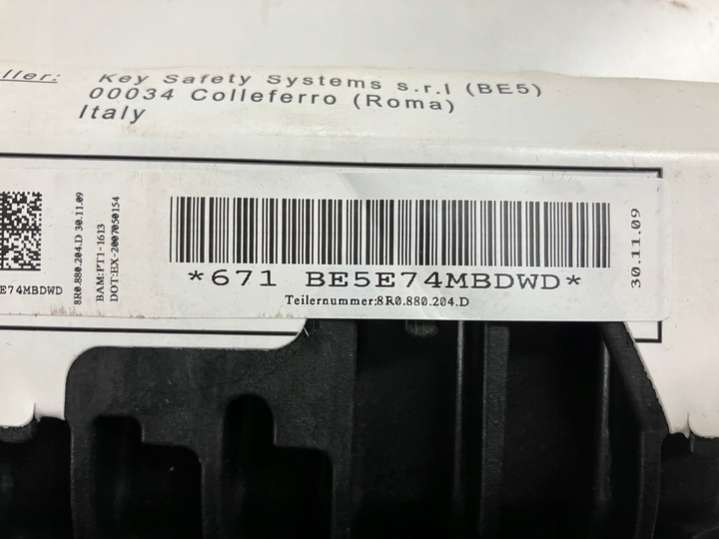 ller: Key Safety Systems s.r.l (BE5)
00034 Colleferro (Roma)
Italy
E74MBDWD
8R0.880.204.D 30.11.09
BAM:PT1-1613
DOT:EX-2007050154
*671 BE5E74MBDWD*
Teilernummer:8R0.880.204.D
30.11.09